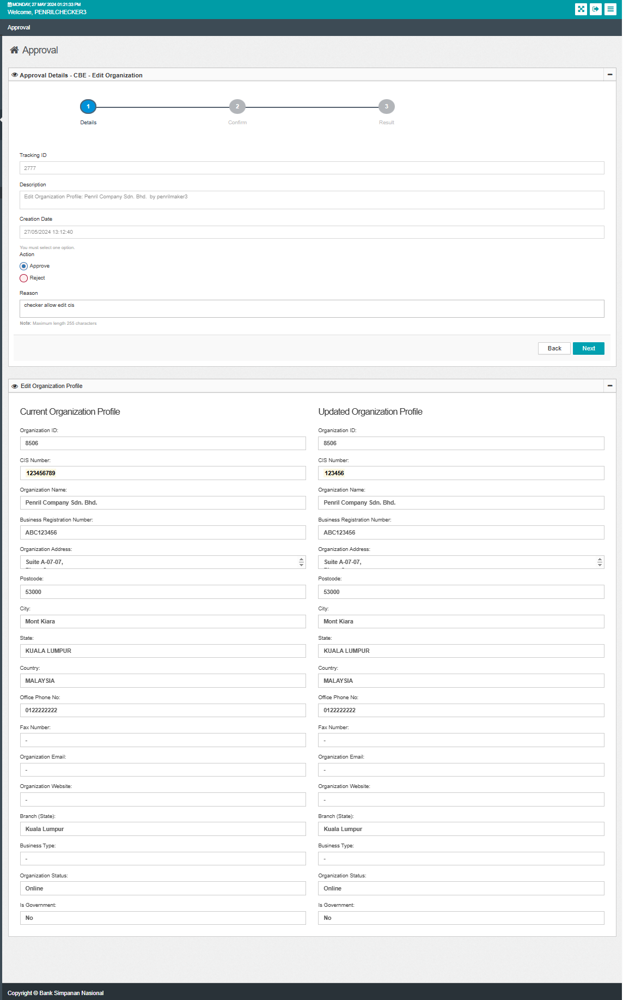 MONDAY, 27 MAY 2024 01:21:33 PM
Welcome, PENRILCHECKER3
Approval
Approval
Approval Details - CBE - Edit Organization
1 2 3
Details Confirm Result
Tracking ID
2777
Description
Edit Organization Profile: Penril Company Sdn. Bhd. by penrilmaker3
Creation Date
27/05/2024 13:12:40
You must select one option.
Action
Approve
Reject
Reason
checker allow edit cis
Note: Maximum length 255 characters
Back Next
Edit Organization Profile
Current Organization Profile Updated Organization Profile
Organization ID: Organization ID:
8506 8506
CIS Number: CIS Number:
123456789 123456
Organization Name: Organization Name:
Penril Company Sdn. Bhd. Penril Company Sdn. Bhd.
Business Registration Number: Business Registration Number:
ABC123456 ABC123456
Organization Address: Organization Address:
Suite A-07-07, Suite A-07-07,
Postcode: Postcode:
53000 53000
City: City:
Mont Kiara Mont Kiara
State: State:
KUALA LUMPUR KUALA LUMPUR
Country: Country:
MALAYSIA MALAYSIA
Office Phone No: Office Phone No:
0122222222 0122222222
Fax Number: Fax Number:
- -
Organization Email: Organization Email:
- -
Organization Website: Organization Website:
- -
Branch (State): Branch (State):
Kuala Lumpur Kuala Lumpur
Business Type: Business Type:
- -
Organization Status: Organization Status:
Online Online
Is Government: Is Government:
No No
Copyright © Bank Simpanan Nasional